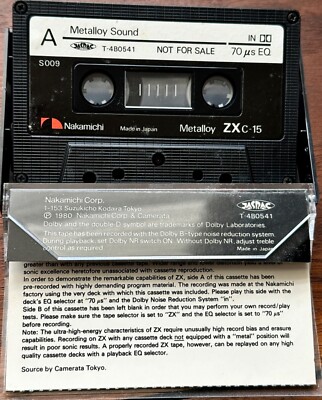 A
Metalloy Sound
IN
JASRAC T-480541
NOT FOR SALE
70 μs EQ
S009
Nakamichi
Made in Japan
Metalloy ZX C-15
Nakamichi Corp.
1-153 Suzukicho Kodaira Tokyo
© 1980 Nakamichi Corp & Camerata
JASRAC
T-480541
Dolby and the double D symbol are trademarks of Dolby Laboratories.
This tape has been recorded with the Dolby B-type noise reduction system.
During playback, set Dolby NR switch ON. Without Dolby NR, adjust treble
control as required.
Made in Japan
greater than with any previous
sonic excellence heretofore unassociated with cassette reproduction.
In order to demonstrate the remarkable capabilities of ZX, side A of this cassette has been
pre-recorded with highly demanding program material. The recording was made at the Nakamichi
factory using the very deck with which this cassette was included. Please play this side with the
deck's EQ selector at "70 μs" and the Dolby Noise Reduction System "in".
Side B of this cassette has been left blank in order that you may perform your own record/play
tests. Please make sure the tape selector is set to "ZX" and the EQ selector is set to "70 μs"
before recording.
Note: The ultra-high-energy characteristics of ZX require unusually high record bias and erasure
capabilities. Recording on ZX with any cassette deck not equipped with a "metal" position will
result in poor sonic results. A properly recorded ZX tape, however, can be replayed on any high
quality cassette decks with a playback EQ selector.
Source by Camerata Tokyo.